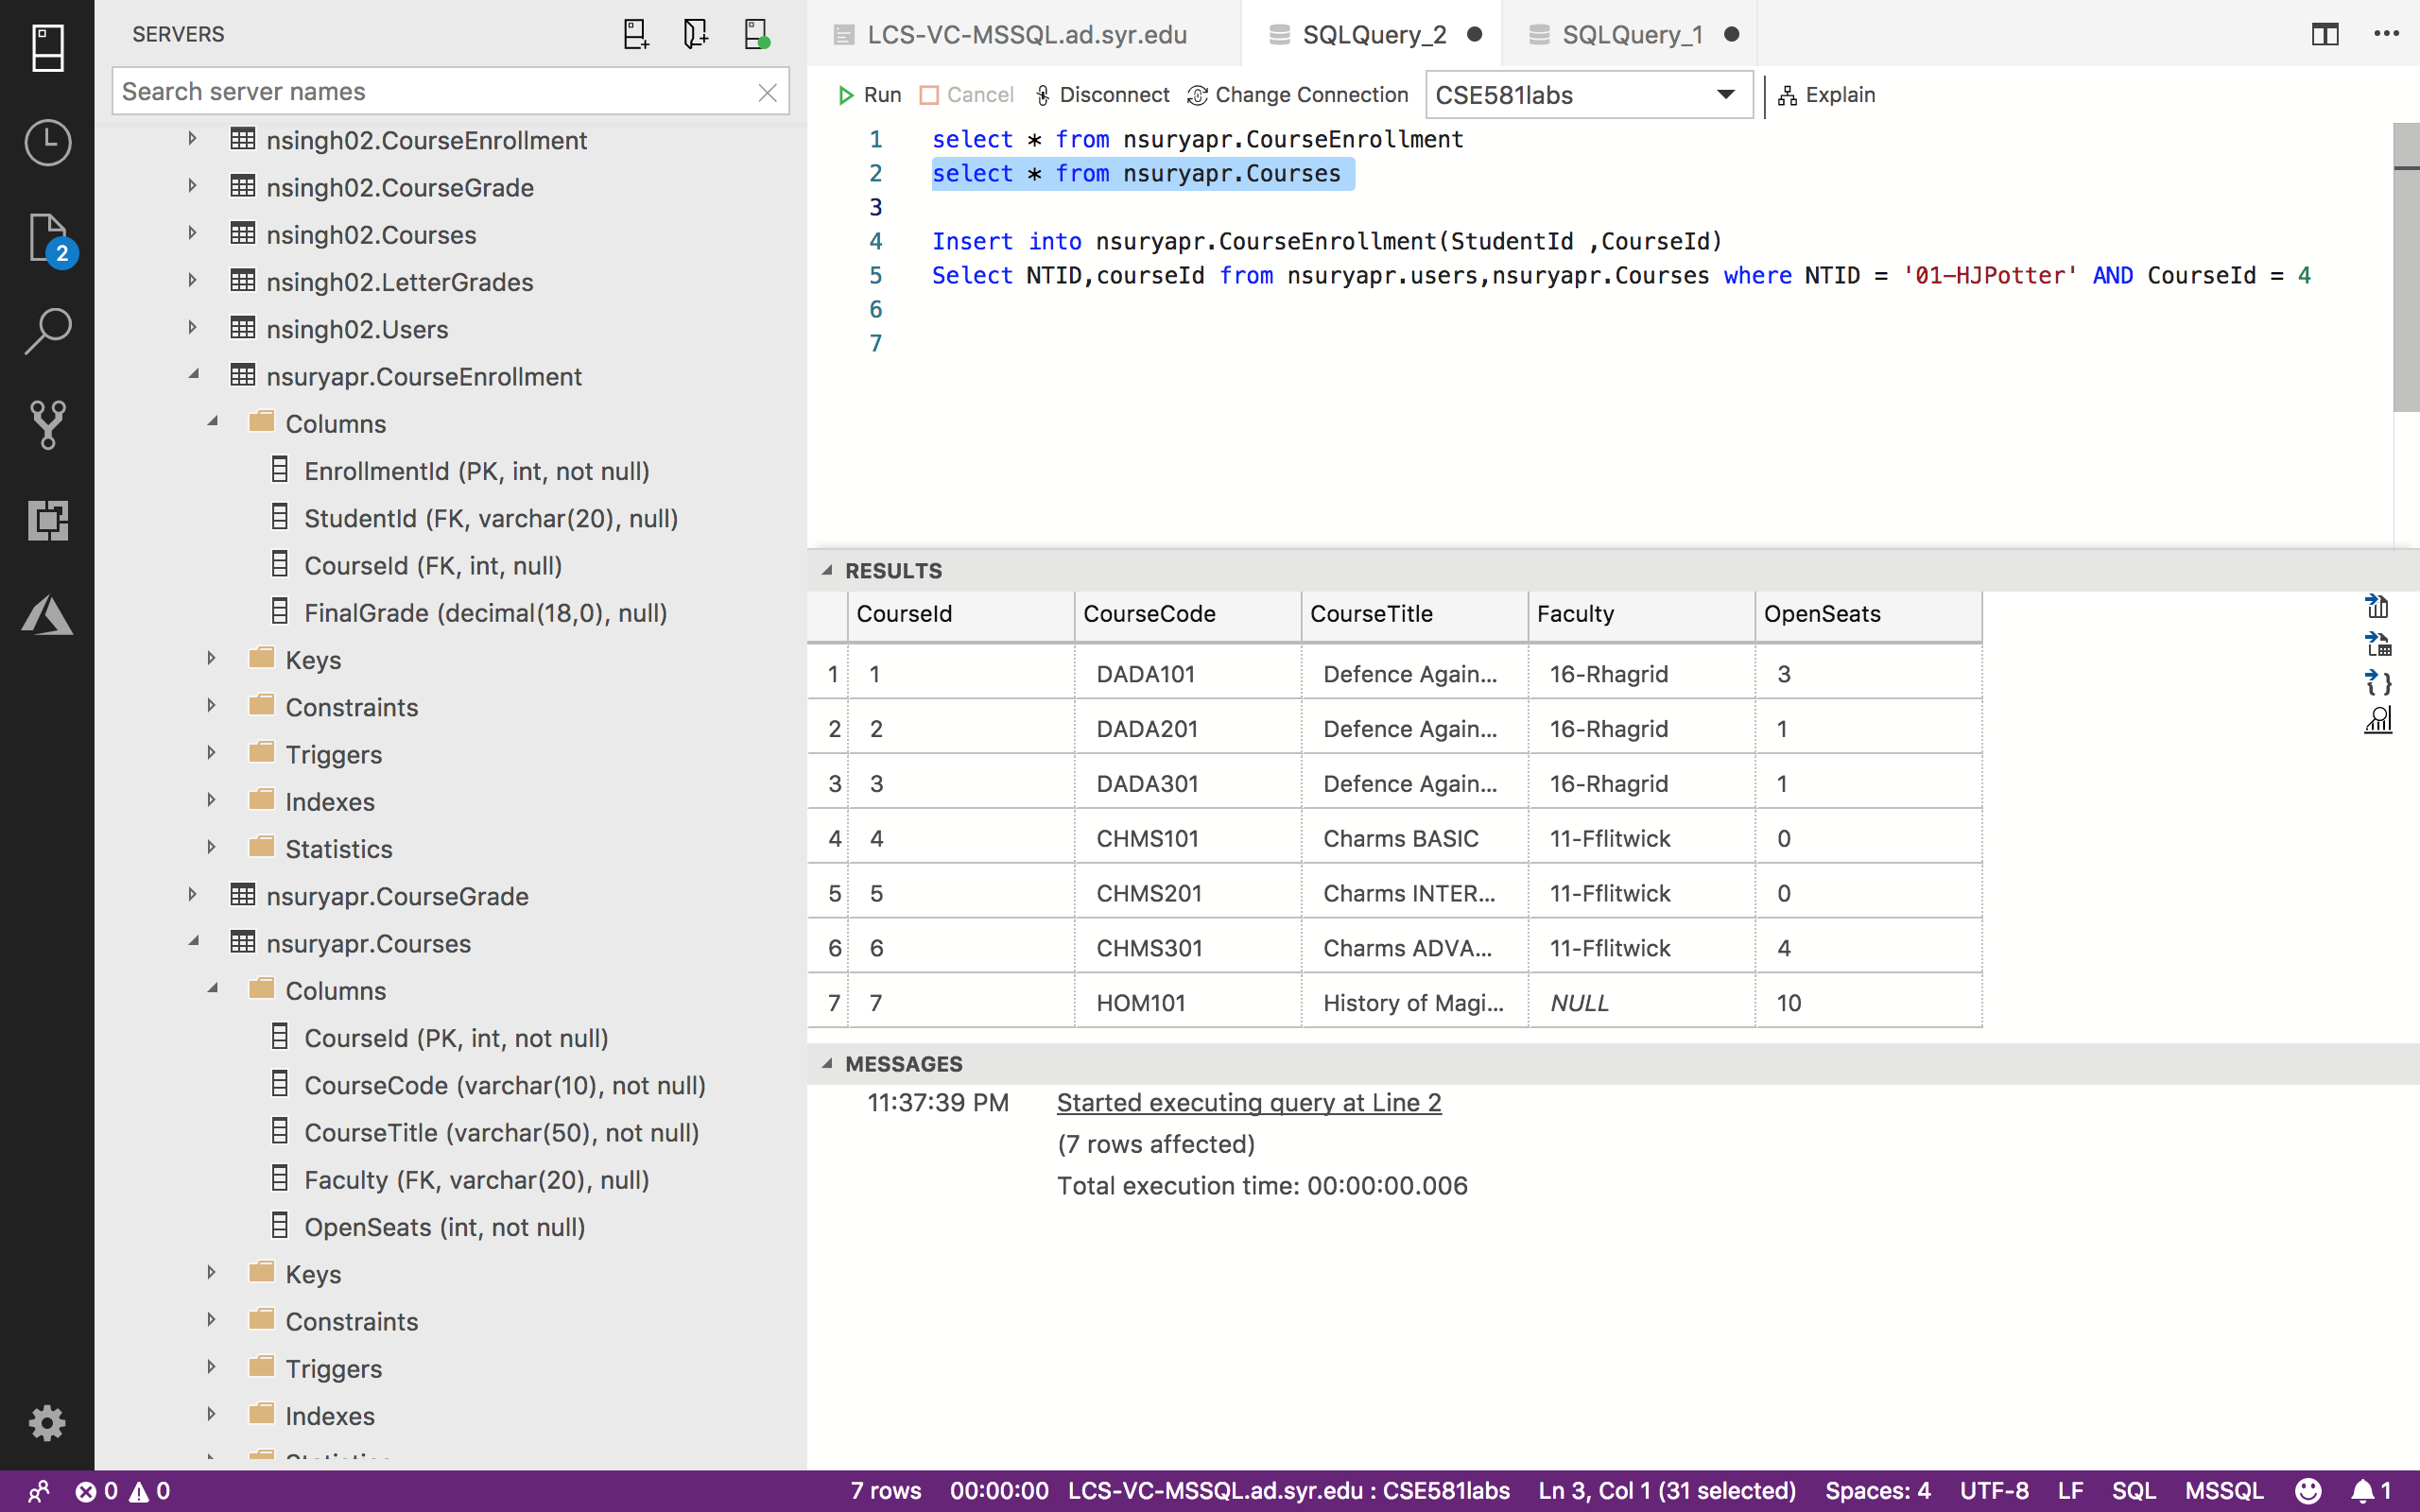 SERVERS
Search server names
nsingh02.CourseEnrollment
nsingh02.CourseGrade
nsingh02.Courses
nsingh02.LetterGrades
nsingh02.Users
nsuryapr.CourseEnrollment
Columns
EnrollmentId (PK, int, not null)
StudentId (FK, varchar(20), null)
CourseId (FK, int, null)
FinalGrade (decimal(18,0), null)
Keys
Constraints
Triggers
Indexes
Statistics
nsuryapr.CourseGrade
nsuryapr.Courses
Columns
CourseId (PK, int, not null)
CourseCode (varchar(10), not null)
CourseTitle (varchar(50), not null)
Faculty (FK, varchar(20), null)
OpenSeats (int, not null)
Keys
Constraints
Triggers
Indexes
2
LCS-VC-MSSQL.ad.syr.edu SQLQuery_2 SQLQuery_1
Run Cancel Disconnect Change Connection CSE581labs Explain
1 select * from nsuryapr.CourseEnrollment
2 select * from nsuryapr.Courses
3
4 Insert into nsuryapr.CourseEnrollment(StudentId ,CourseId)
5 Select NTID,courseId from nsuryapr.users,nsuryapr.Courses where NTID = '01-HJPotter' AND CourseId = 4
6
7
RESULTS
CourseId CourseCode CourseTitle Faculty OpenSeats
1 1 DADA101 Defence Again... 16-Rhagrid 3
2 2 DADA201 Defence Again... 16-Rhagrid 1
3 3 DADA301 Defence Again... 16-Rhagrid 1
4 4 CHMS101 Charms BASIC 11-Fflitwick 0
5 5 CHMS201 Charms INTER... 11-Fflitwick 0
6 6 CHMS301 Charms ADVA... 11-Fflitwick 4
7 7 HOM101 History of Magi... NULL 10
MESSAGES
11:37:39 PM Started executing query at Line 2
(7 rows affected)
Total execution time: 00:00:00.006
0 0 7 rows 00:00:00 LCS-VC-MSSQL.ad.syr.edu : CSE581labs Ln 3, Col 1 (31 selected) Spaces: 4 UTF-8 LF SQL MSSQL 1